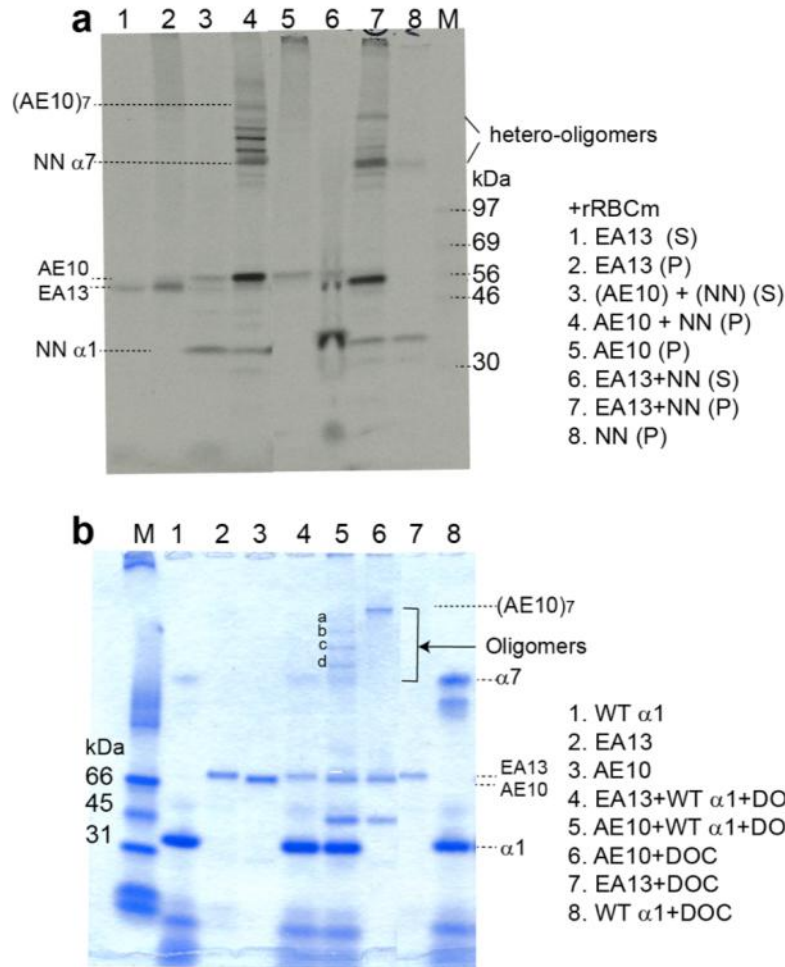 a
1 2 3 4 5 6 7 8 M
(AE10)7
NN α7
AE10
EA13
NN α1
hetero-oligomers
kDa
97
69
56
46
30
+rRBCm
1. EA13 (S)
2. EA13 (P)
3. (AE10) + (NN) (S)
4. AE10 + NN (P)
5. AE10 (P)
6. EA13+NN (S)
7. EA13+NN (P)
8. NN (P)
b
M 1 2 3 4 5 6 7 8
a
b
c
d
(AE10)7
Oligomers
α7
kDa
66
45
31
EA13
AE10
α1
1. WT α1
2. EA13
3. AE10
4. EA13+WT α1+DO
5. AE10+WT α1+DO
6. AE10+DOC
7. EA13+DOC
8. WT α1+DOC